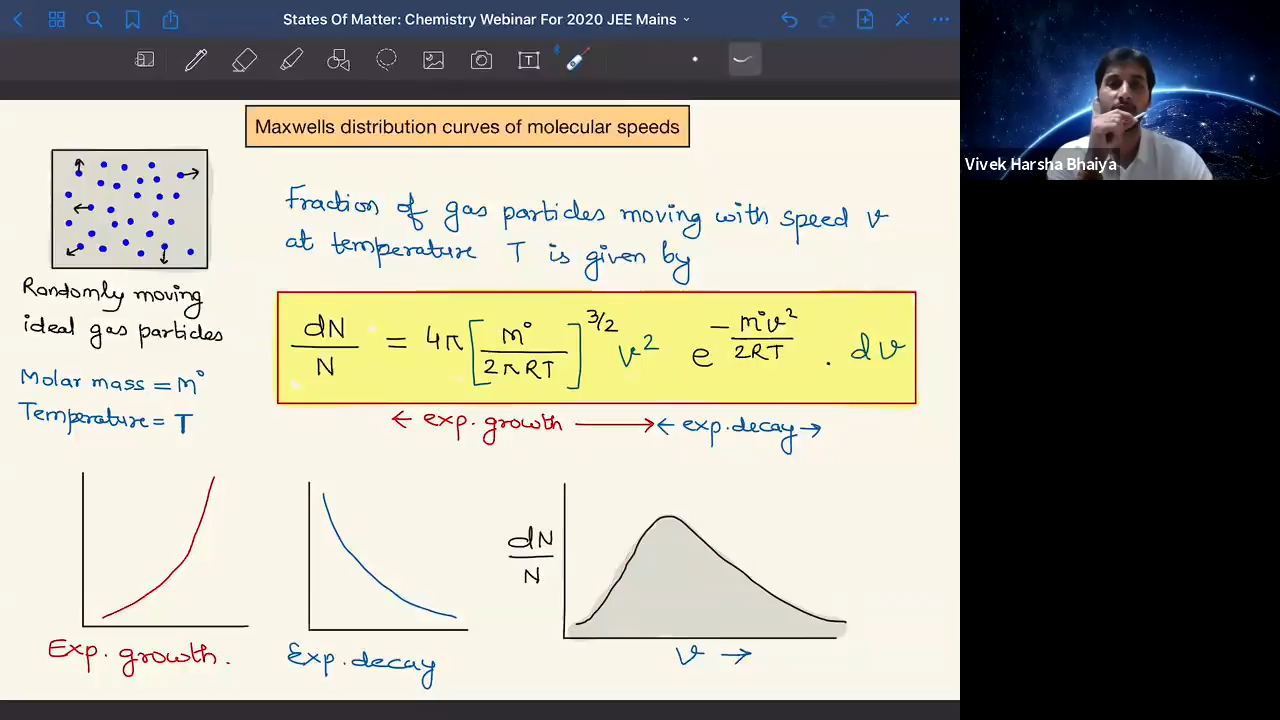 States Of Matter: Chemistry Webinar For 2020 JEE Mains
T
Vivek Harsha Bhaiya
Maxwells distribution curves of molecular speeds
Fraction of gas particles moving with speed v
at temperature T is given by
Randomly moving
ideal gas particles
Molar mass = M°
Temperature = T
dN/N = 4π [M°/2πRT]^3/2 v^2 e^-M°v^2/2RT . dv
← exp. growth → ← exp. decay →
Exp. growth.
Exp. decay
dN/N
v →